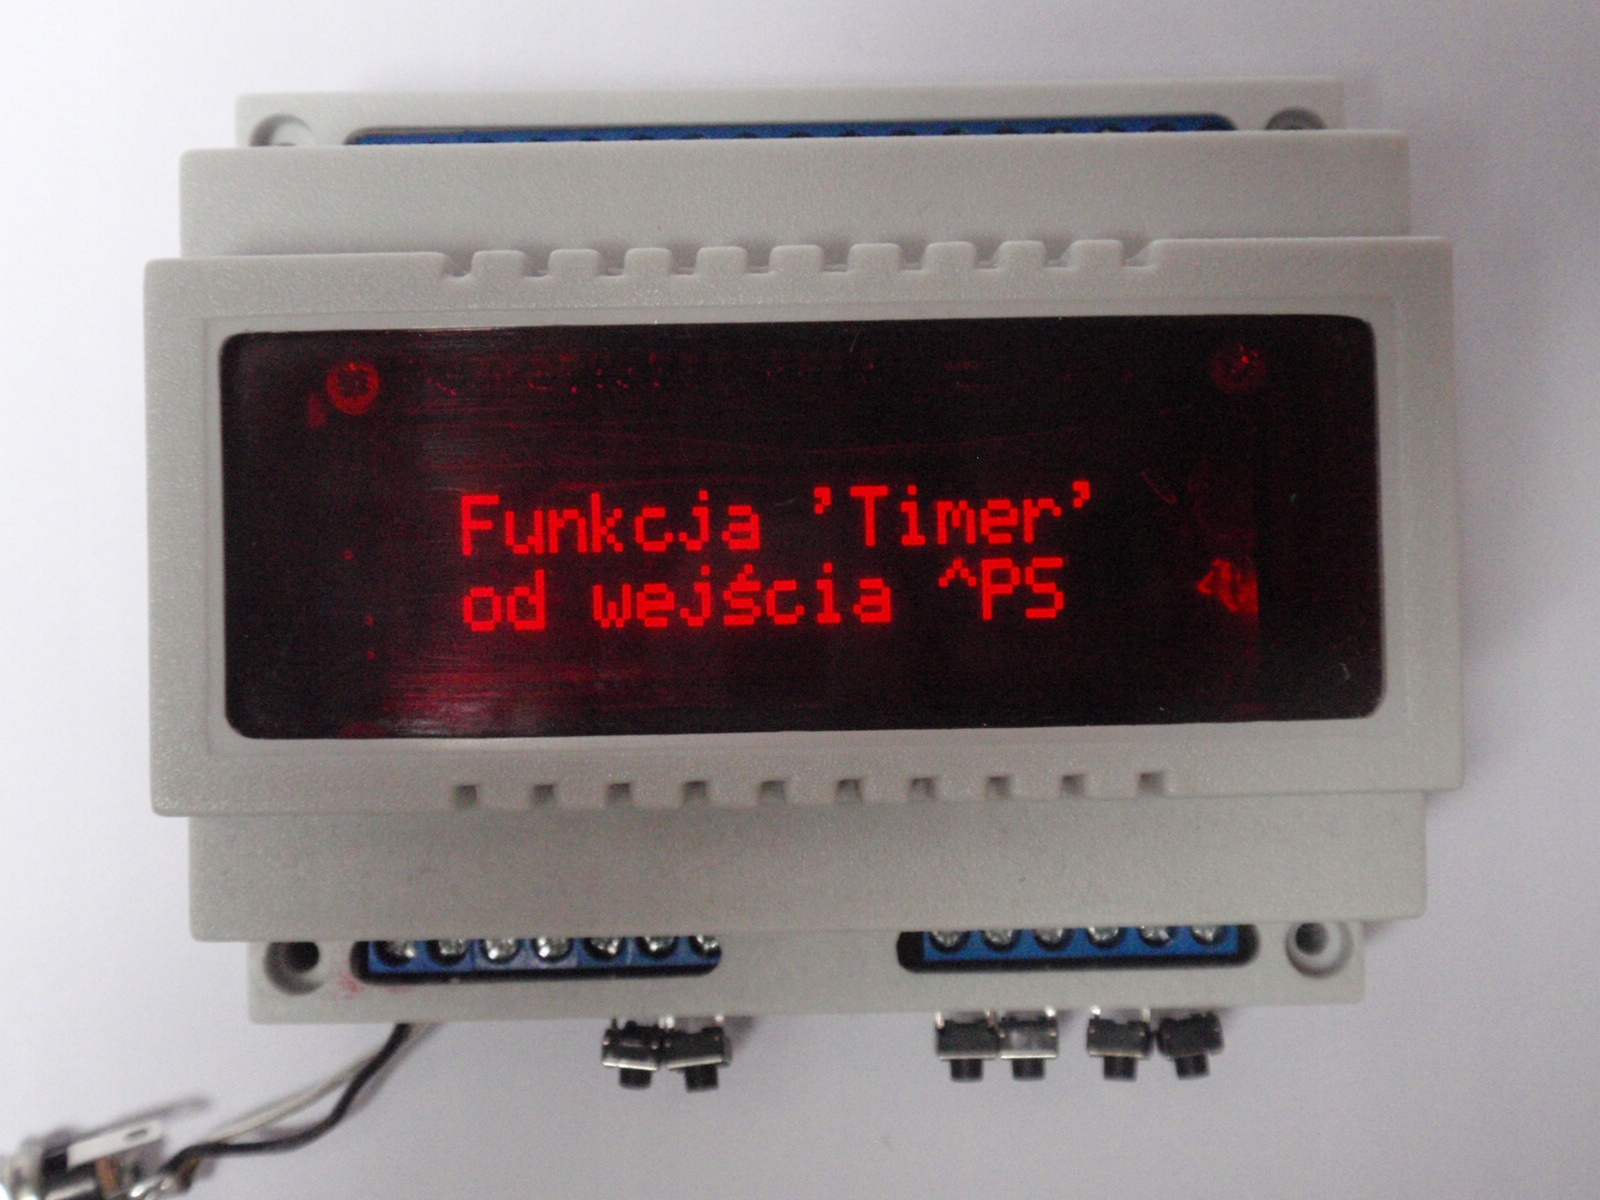 Funkcja 'Timer'
od wejścia ^PS